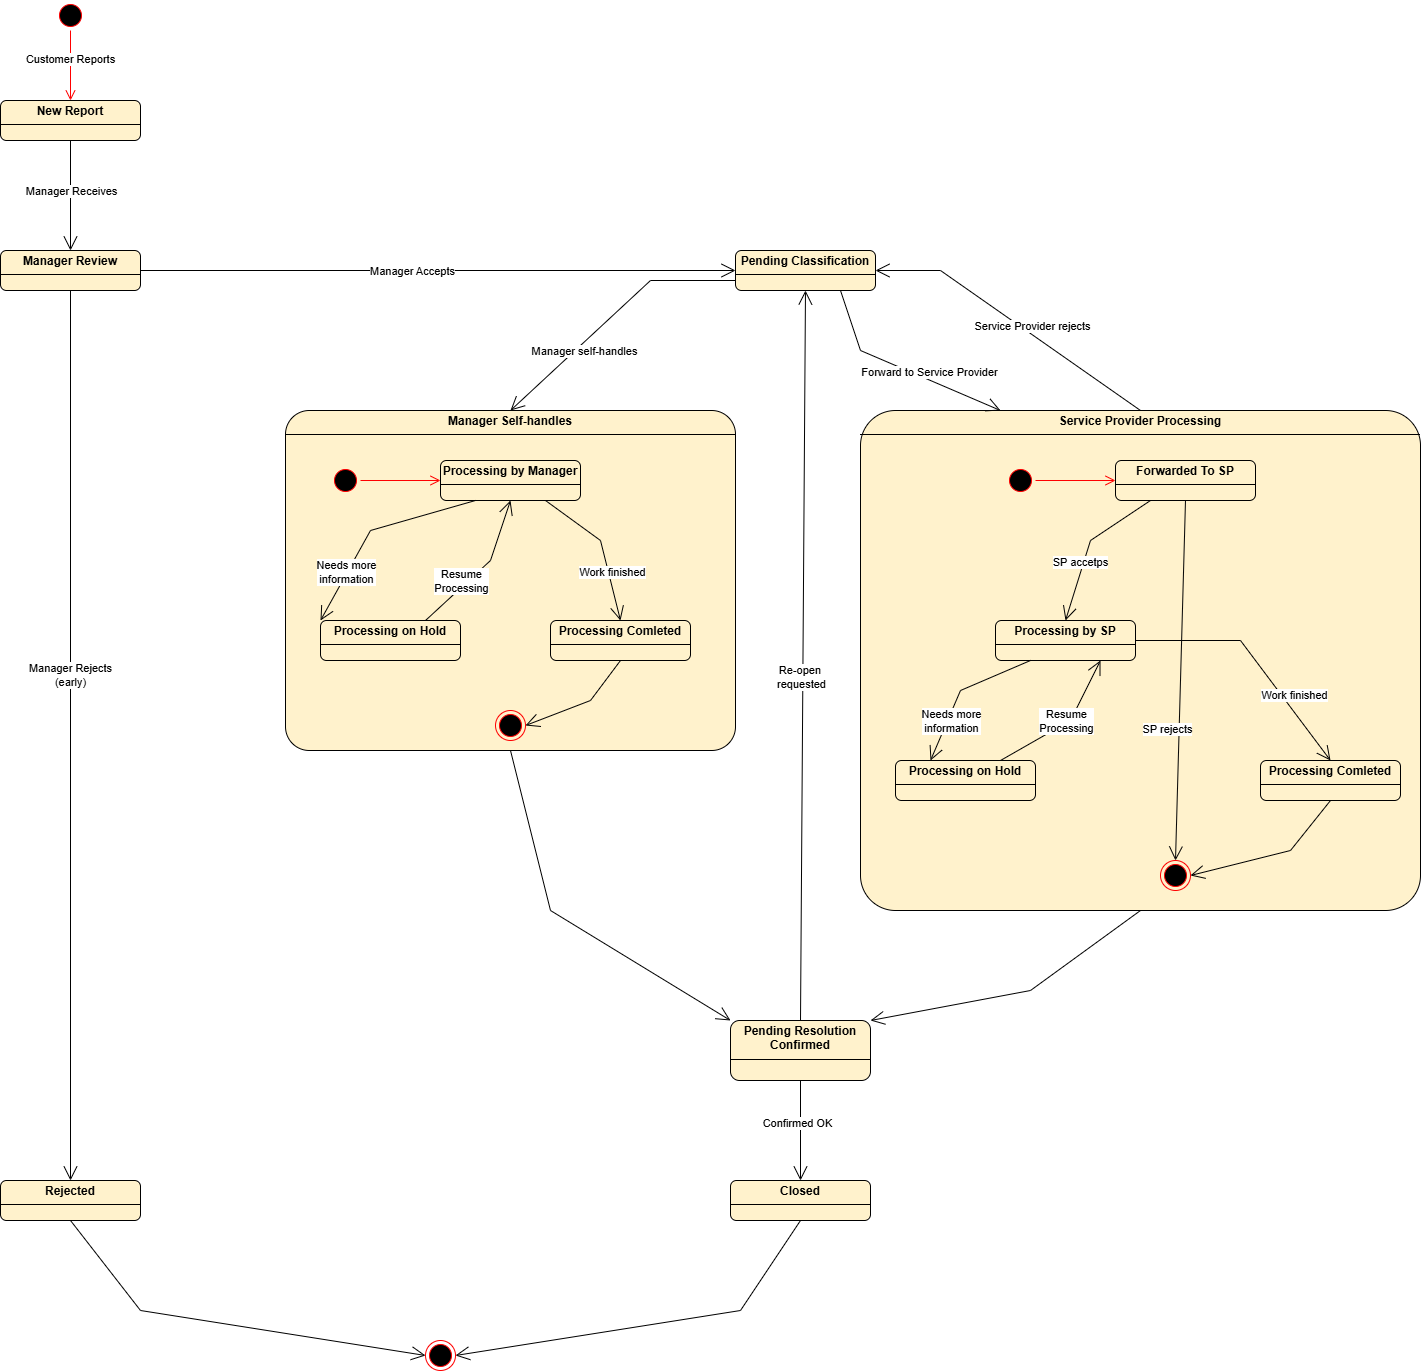 Customer Reports
New Report
Manager Receives
Manager Review
Manager Accepts
Pending Classification
Service Provider rejects
Manager self-handles
Forward to Service Provider
Manager Self-handles
Processing by Manager
Needs more
information
Resume
Processing
Work finished
Processing on Hold
Processing Comleted
Service Provider Processing
Forwarded To SP
SP accetps
Processing by SP
Needs more
information
Resume
Processing
SP rejects
Work finished
Processing on Hold
Processing Comleted
Manager Rejects
(early)
Re-open
requested
Pending Resolution
Confirmed
Confirmed OK
Rejected
Closed